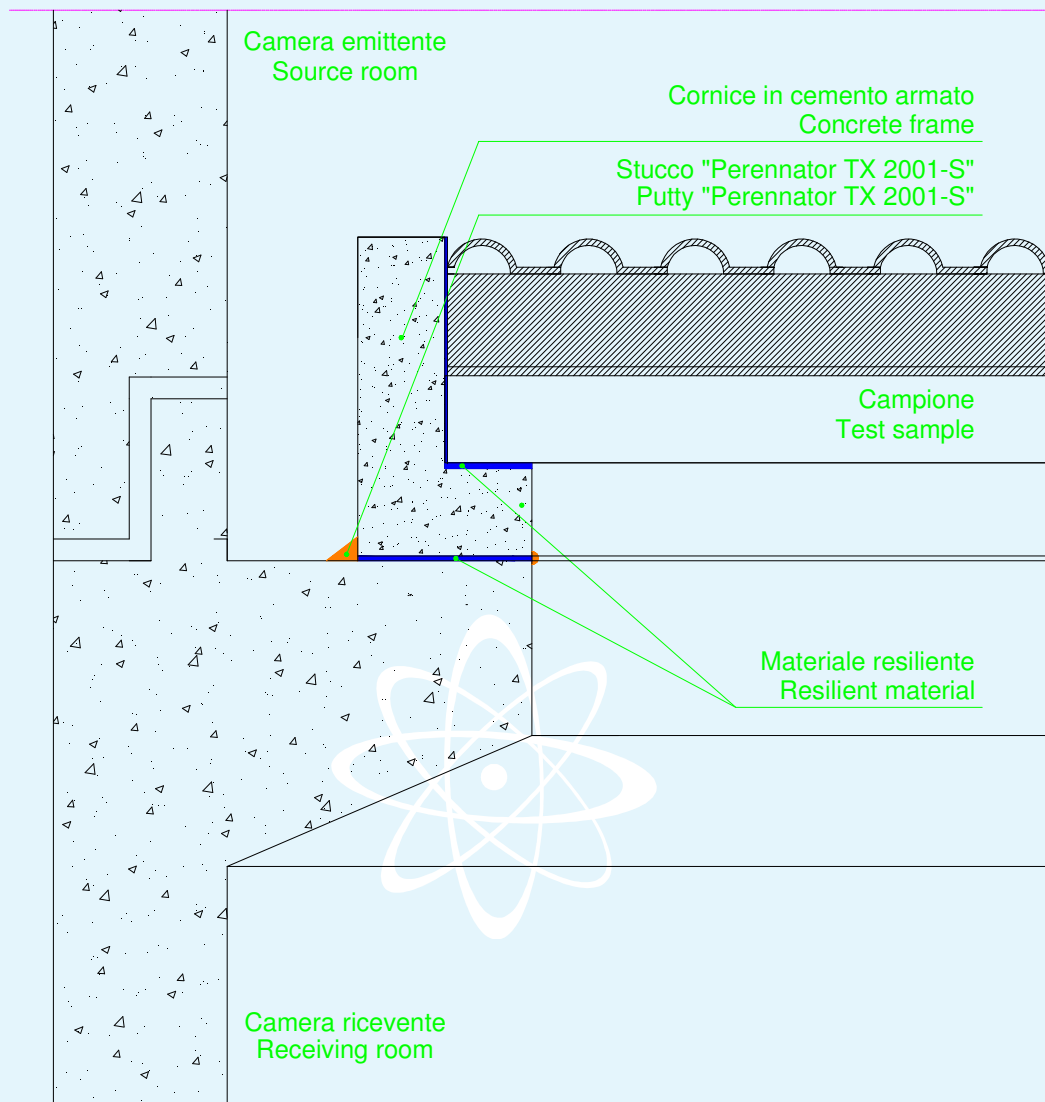 Camera emittente
Source room
Cornice in cemento armato
Concrete frame
Stucco "Perennator TX 2001-S"
Putty "Perennator TX 2001-S"
Campione
Test sample
Materiale resiliente
Resilient material
Camera ricevente
Receiving room